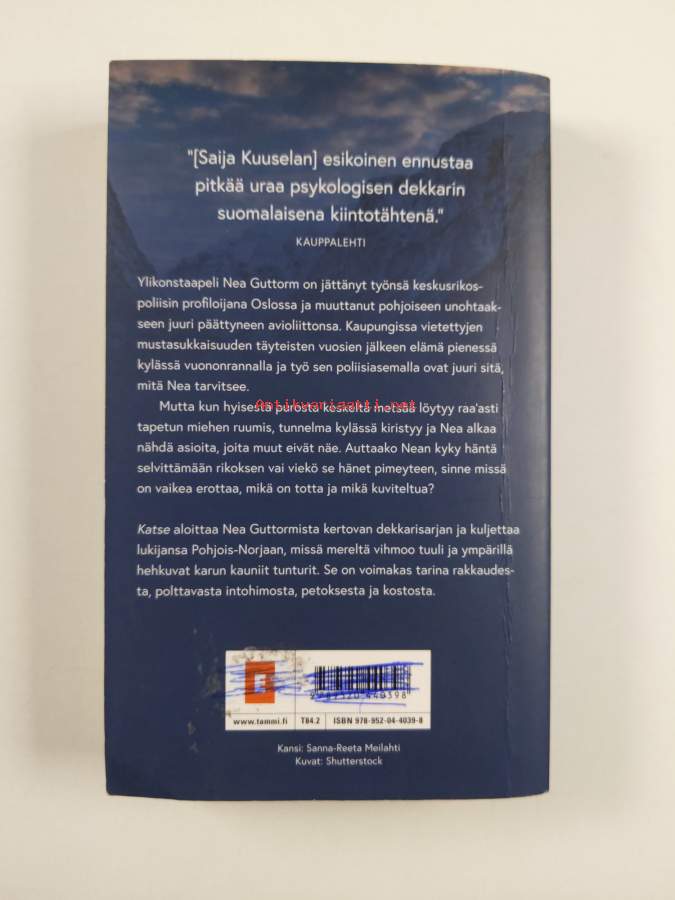 "[Saija Kuuselan] esikoinen ennustaa
pitkää uraa psykologisen dekkarin
suomalaisena kiintotähtenä."
KAUPPALEHTI
Ylikonstaapeli Nea Guttorm on jättänyt työnsä keskusrikos-
poliisin profiloijana Oslossa ja muuttanut pohjoiseen unohtaak-
seen juuri päättyneen avioliittonsa. Kaupungissa vietettyjen
mustasukkaisuuden täyteisten vuosien jälkeen elämä pienessä
kylässä vuononrannalla ja työ sen poliisiasemalla ovat juuri sitä,
mitä Nea tarvitsee.
Mutta kun hyisestä purosta keskeltä metsää löytyy raa'asti
Antikvariaatti.net
tapetun miehen ruumis, tunnelma kylässä kiristyy ja Nea alkaa
nähdä asioita, joita muut eivät näe. Auttaako Nean kyky häntä
selvittämään rikoksen vai viekö se hänet pimeyteen, sinne missä
on vaikea erottaa, mikä on totta ja mikä kuviteltua?
Katse aloittaa Nea Guttormista kertovan dekkarisarjan ja kuljettaa
lukijansa Pohjois-Norjaan, missä mereltä vihmoo tuuli ja ympärillä
hehkuvat karun kauniit tunturit. Se on voimakas tarina rakkaudes-
ta, polttavasta intohimosta, petoksesta ja kostosta.
9789520440398
www.tammi.fi T84.2 ISBN 978-952-04-4039-8
Kansi: Sanna-Reeta Meilahti
Kuvat: Shutterstock